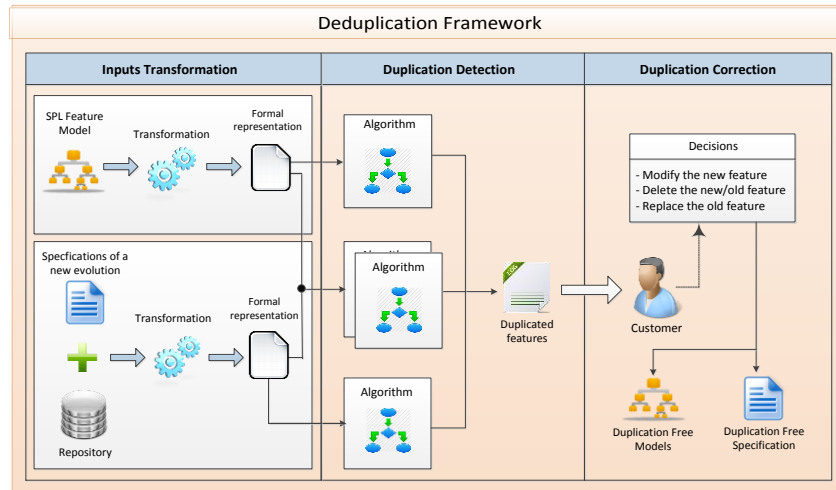 Deduplication Framework
Inputs Transformation
Duplication Detection
Duplication Correction
SPL Feature
Model
Transformation
Formal
representation
Specfications of a
new evolution
Transformation
Formal
representation
Repository
Algorithm
Algorithm
Algorithm
Algorithm
LOG
Duplicated
features
Customer
Decisions
- Modify the new feature
- Delete the new/old feature
- Replace the old feature
Duplication Free
Models
Duplication Free
Specification